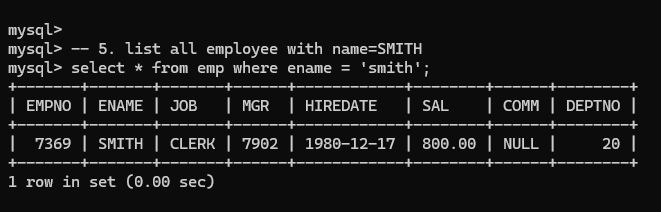 mysql>
mysql> -- 5. list all employee with name=SMITH
mysql> select * from emp where ename = 'smith';
+-------+-------+-------+------+------------+--------+------+--------+
| EMPNO | ENAME | JOB   | MGR  | HIREDATE   | SAL    | COMM | DEPTNO |
+-------+-------+-------+------+------------+--------+------+--------+
|  7369 | SMITH | CLERK | 7902 | 1980-12-17 | 800.00 | NULL |     20 |
+-------+-------+-------+------+------------+--------+------+--------+
1 row in set (0.00 sec)